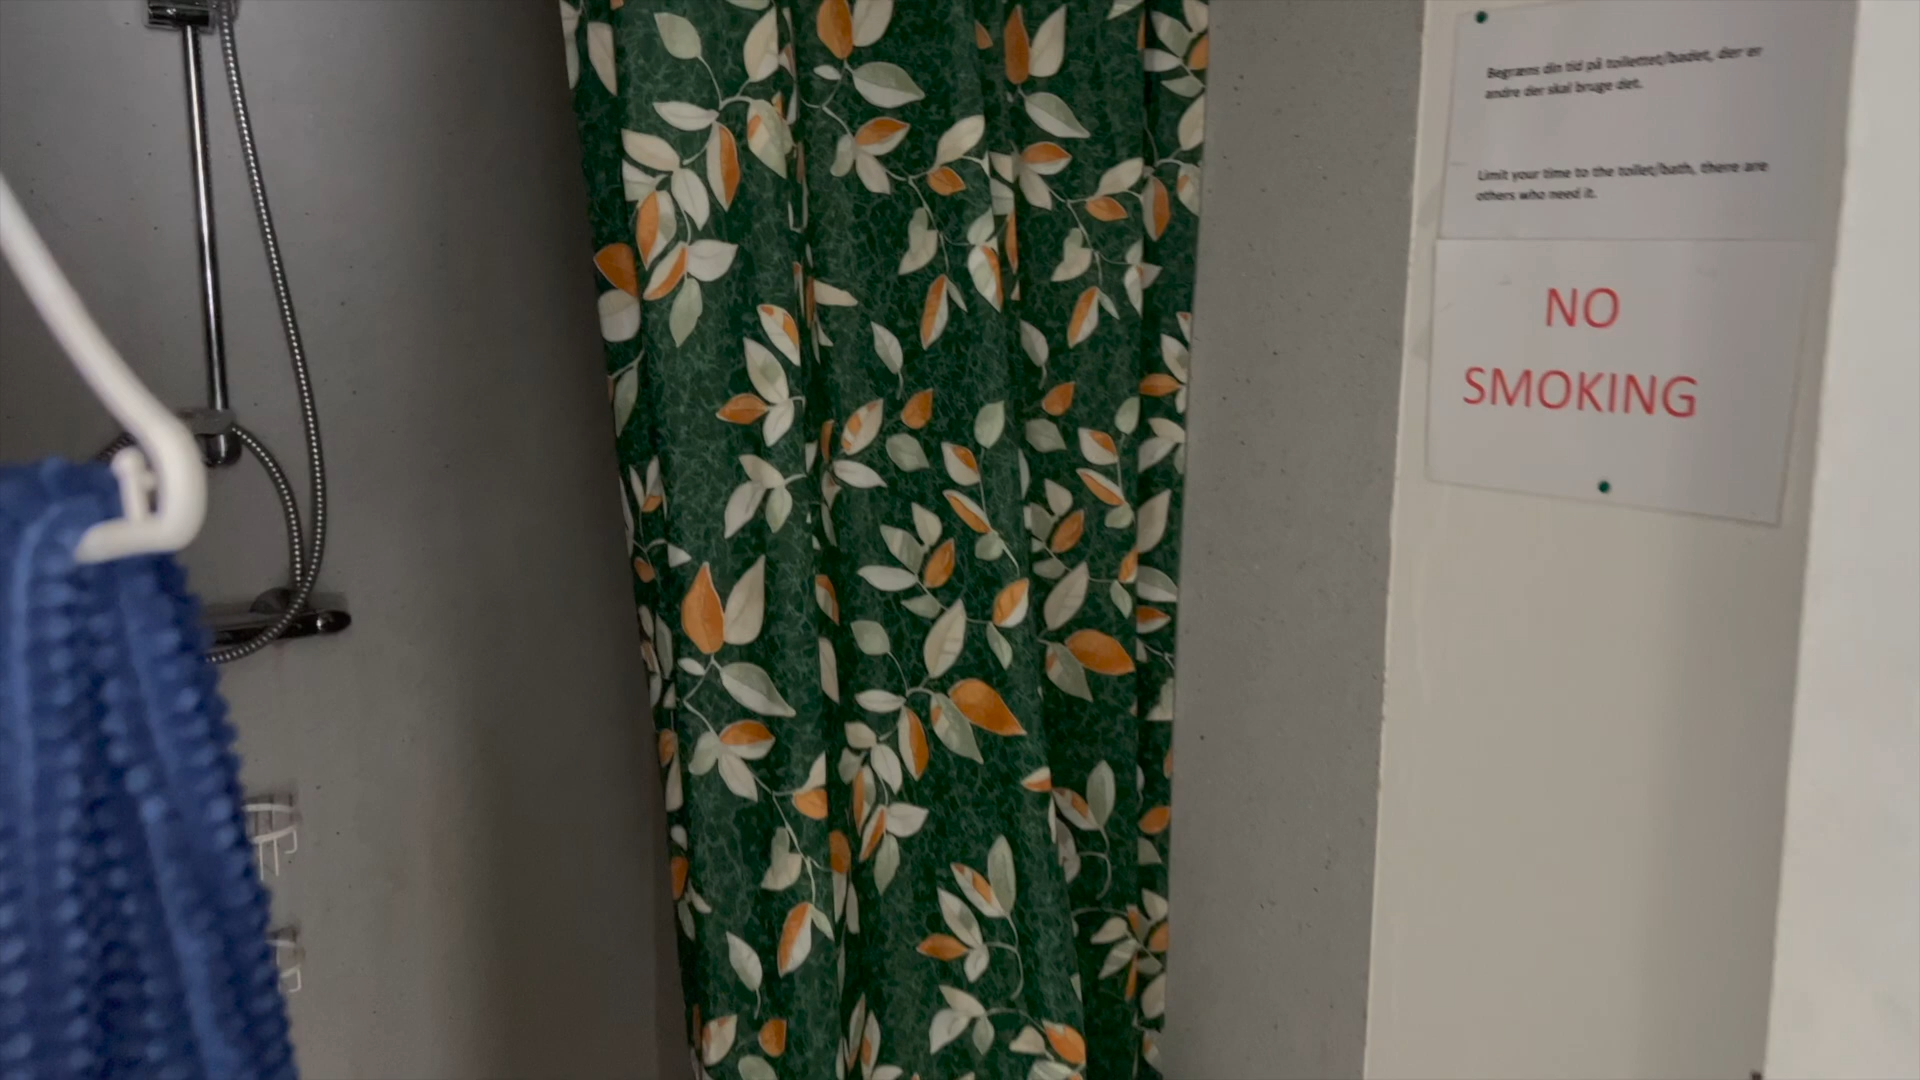 Begræns din tid på toilettet/badet, der er
andre der skal bruge det.
Limit your time to the toilet/bath, there are
others who need it.
NO
SMOKING